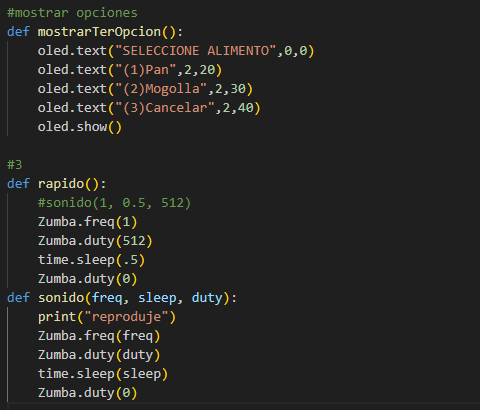 #mostrar opciones
def mostrarTerOpcion():
    oled.text("SELECCIONE ALIMENTO",0,0)
    oled.text("(1)Pan",2,20)
    oled.text("(2)Mogolla",2,30)
    oled.text("(3)Cancelar",2,40)
    oled.show()

#3
def rapido():
    #sonido(1, 0.5, 512)
    Zumba.freq(1)
    Zumba.duty(512)
    time.sleep(.5)
    Zumba.duty(0)
def sonido(freq, sleep, duty):
    print("reproduje")
    Zumba.freq(freq)
    Zumba.duty(duty)
    time.sleep(sleep)
    Zumba.duty(0)